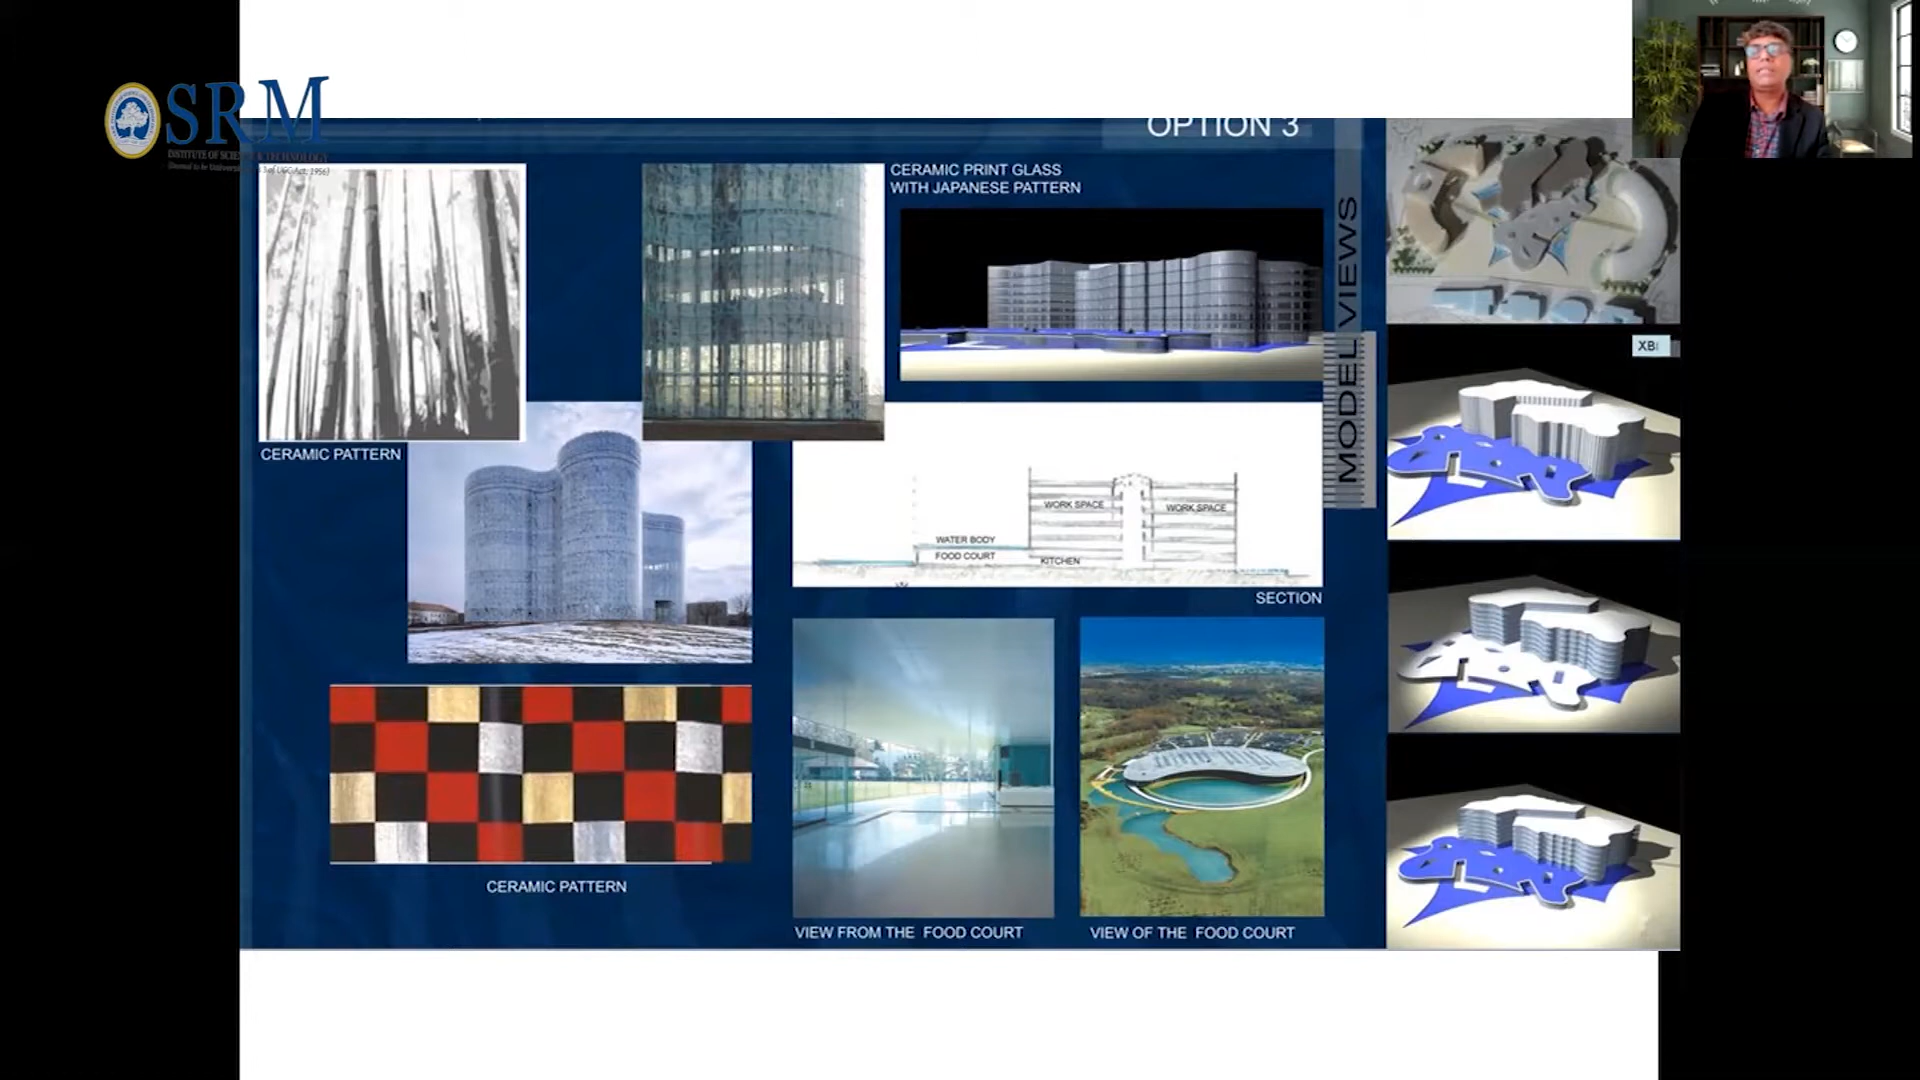 SRM
INSTITUTE OF SCIENCE & TECHNOLOGY
OPTION 3
CERAMIC PRINT GLASS
WITH JAPANESE PATTERN
MODEL VIEWS
XB
CERAMIC PATTERN
WORK SPACE
WORK SPACE
WATER BODY
FOOD COURT
KITCHEN
SECTION
CERAMIC PATTERN
VIEW FROM THE FOOD COURT
VIEW OF THE FOOD COURT